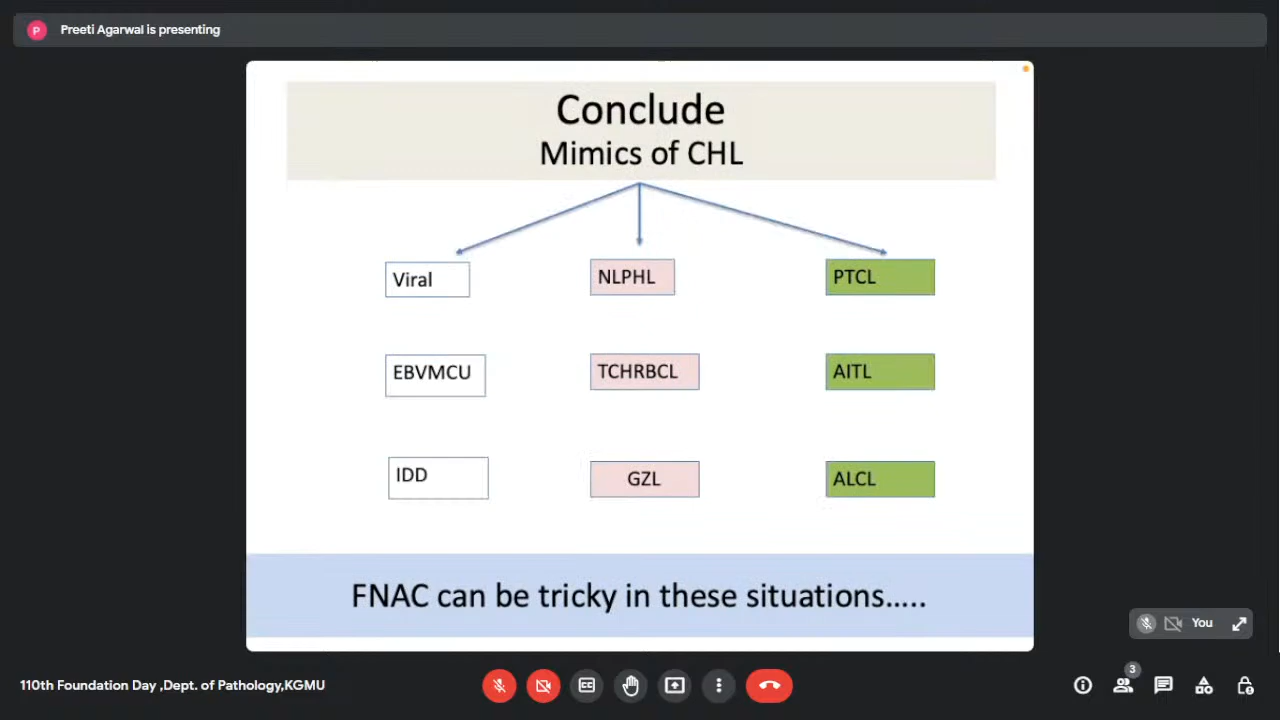 P
Preeti Agarwal is presenting
Conclude
Mimics of CHL
Viral
NLPHL
PTCL
EBVMCU
TCHRBCL
AITL
IDD
GZL
ALCL
FNAC can be tricky in these situations.....
You
110th Foundation Day ,Dept. of Pathology,KGMU
3